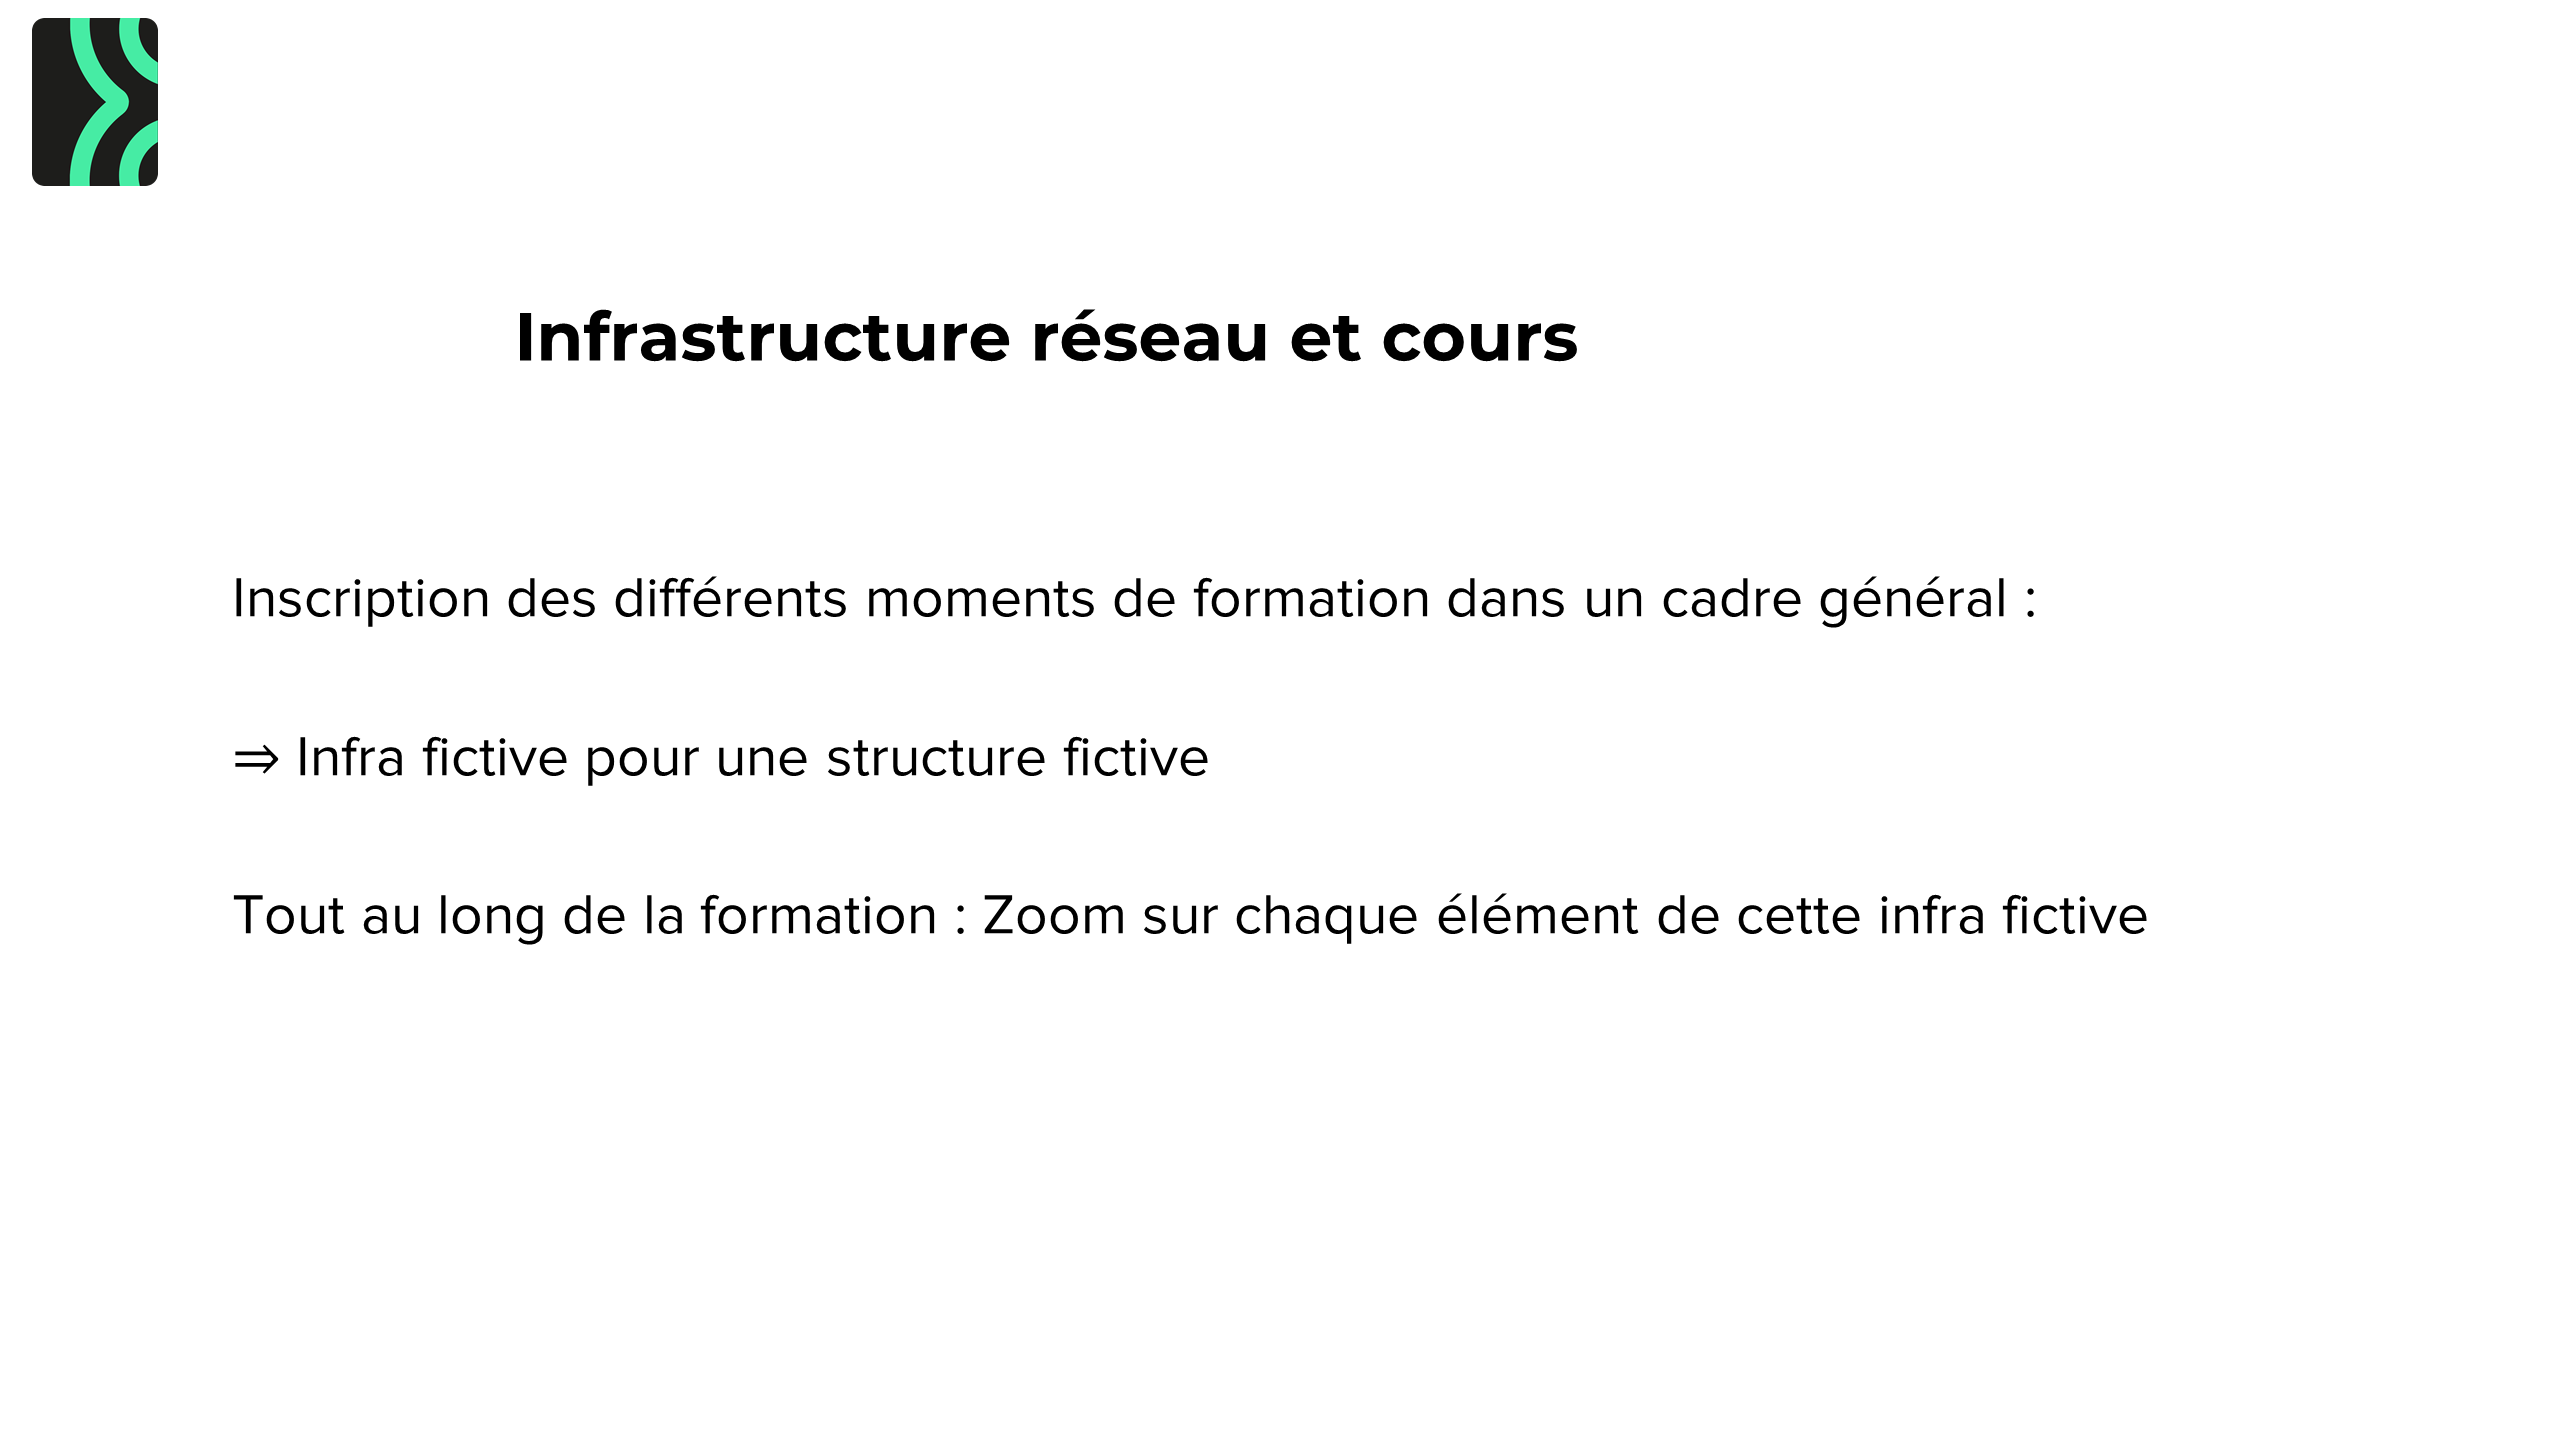 Infrastructure réseau et cours
Inscription des différents moments de formation dans un cadre général :
⇒ Infra fictive pour une structure fictive
Tout au long de la formation : Zoom sur chaque élément de cette infra fictive